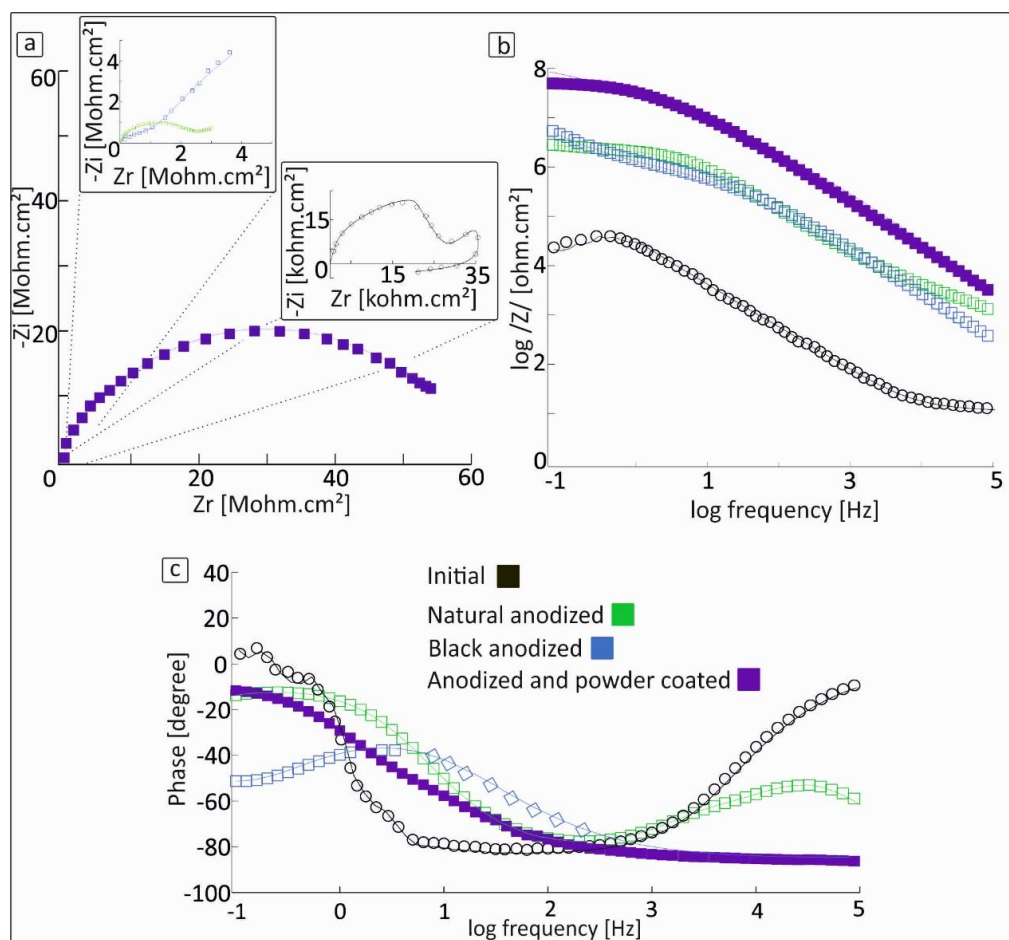 a
60
40
-Zi [Mohm.cm²]
20
0
20
40
60
Zr [Mohm.cm²]
-Zi [Mohm.cm²]
4
2
0
0
2
4
Zr [Mohm.cm²]
-Zi [kohm.cm²]
15
0
15
35
Zr [kohm.cm²]
b
log /Z/ [ohm.cm²]
8
6
4
2
0
-1
1
3
5
log frequency [Hz]
c
Initial
Natural anodized
Black anodized
Anodized and powder coated
Phase [degree]
40
20
0
-20
-40
-60
-80
-100
-1
0
1
2
3
4
5
log frequency [Hz]